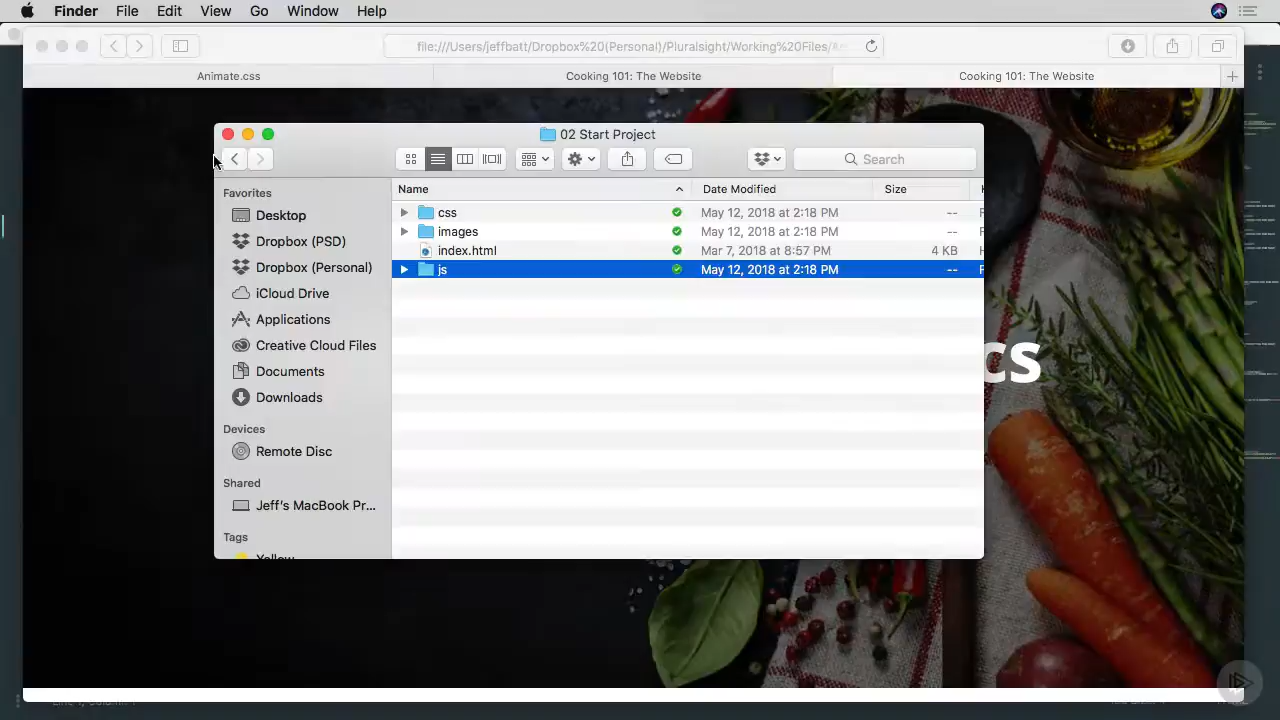 Finder File Edit View Go Window Help
file:///Users/jeffbatt/Dropbox%20(Personal)/Pluralsight/Working%20Files/
Animate.css Cooking 101: The Website Cooking 101: The Website
02 Start Project
Search
Favorites
Desktop
Dropbox (PSD)
Dropbox (Personal)
iCloud Drive
Applications
Creative Cloud Files
Documents
Downloads
Devices
Remote Disc
Shared
Jeff's MacBook Pr...
Tags
Yellow
Name Date Modified Size
css May 12, 2018 at 2:18 PM --
images May 12, 2018 at 2:18 PM --
index.html Mar 7, 2018 at 8:57 PM 4 KB
js May 12, 2018 at 2:18 PM --
cs